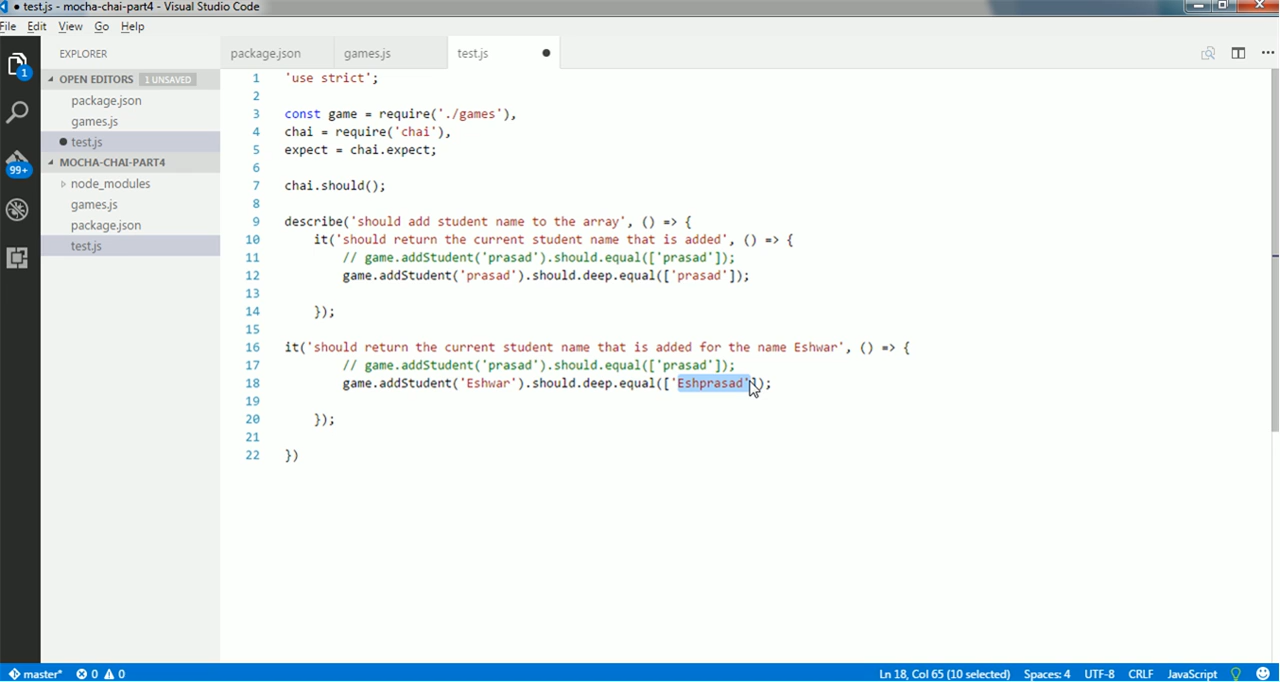 test.js - mocha-chai-part4 - Visual Studio Code
File Edit View Go Help
EXPLORER
package.json games.js test.js
OPEN EDITORS 1 UNSAVED
package.json
games.js
test.js
MOCHA-CHAI-PART4
node_modules
games.js
package.json
test.js
1
99+
1 'use strict';
2
3 const game = require('./games'),
4 chai = require('chai'),
5 expect = chai.expect;
6
7 chai.should();
8
9 describe('should add student name to the array', () => {
10 it('should return the current student name that is added', () => {
11 // game.addStudent('prasad').should.equal(['prasad']);
12 game.addStudent('prasad').should.deep.equal(['prasad']);
13
14 });
15
16 it('should return the current student name that is added for the name Eshwar', () => {
17 // game.addStudent('prasad').should.equal(['prasad']);
18 game.addStudent('Eshwar').should.deep.equal(['Eshprasad']);
19
20 });
21
22 })
master* 0 0 Ln 18, Col 65 (10 selected) Spaces: 4 UTF-8 CRLF JavaScript